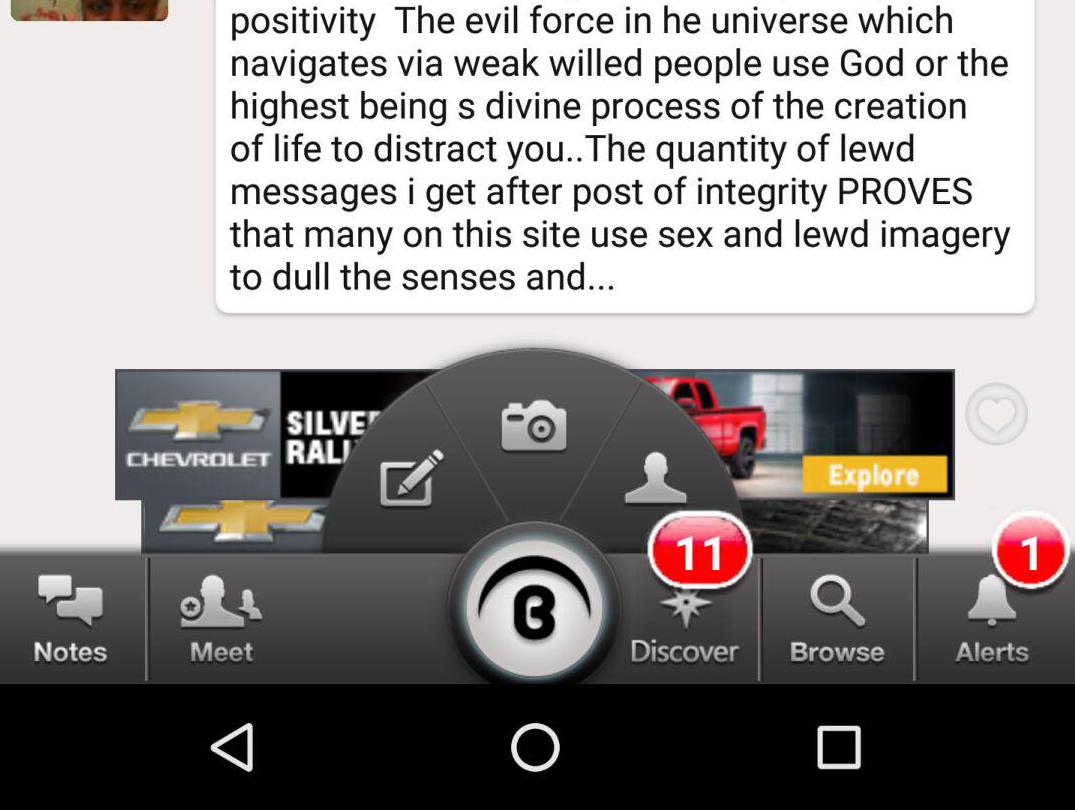 positivity  The evil force in he universe which
navigates via weak willed people use God or the
highest being s divine process of the creation
of life to distract you..The quantity of lewd
messages i get after post of integrity PROVES
that many on this site use sex and lewd imagery
to dull the senses and...
CHEVROLET
SILVE
RALL
Explore
11
1
Notes
Meet
B
Discover
Browse
Alerts